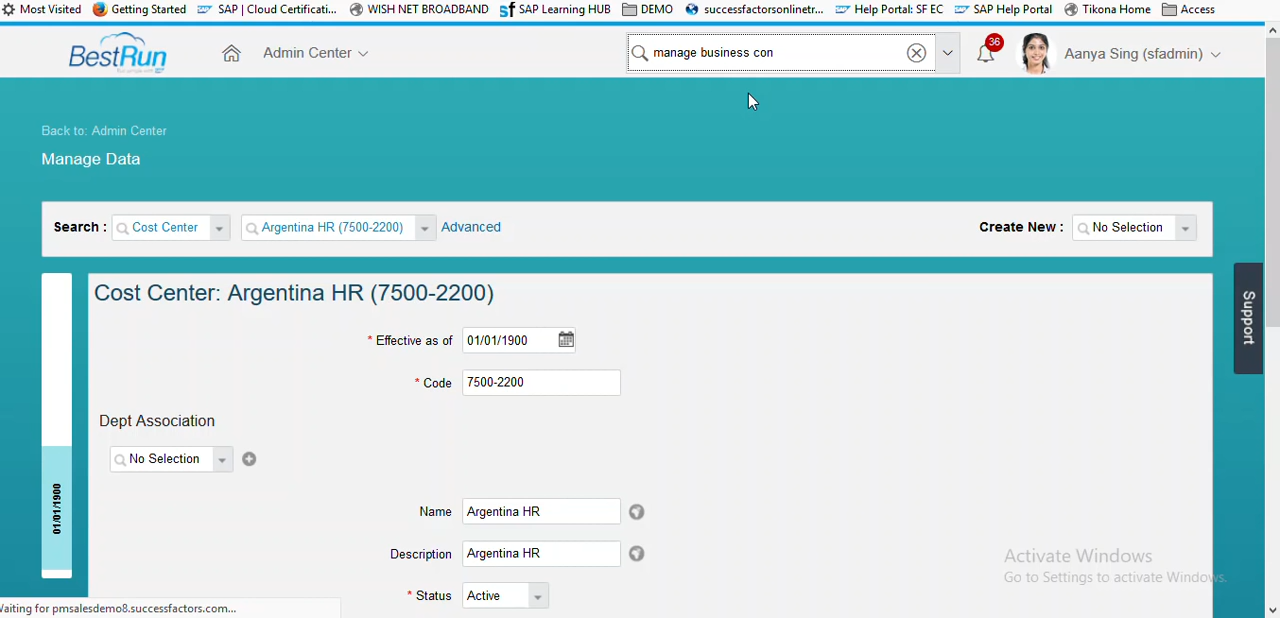 Most Visited Getting Started SAP | Cloud Certificati... WISH NET BROADBAND SAP Learning HUB DEMO successfactorsonlinetr... Help Portal: SF EC SAP Help Portal Tikona Home Access
BestRun Admin Center manage business con 36 Aanya Sing (sfadmin)
Back to: Admin Center
Manage Data
Search : Cost Center Argentina HR (7500-2200) Advanced Create New : No Selection
Cost Center: Argentina HR (7500-2200)
* Effective as of 01/01/1900
* Code 7500-2200
Dept Association
No Selection
Name Argentina HR
Description Argentina HR
* Status Active
01/01/1900
Support
Activate Windows
Go to Settings to activate Windows.
Waiting for pmsalesdemo8.successfactors.com...